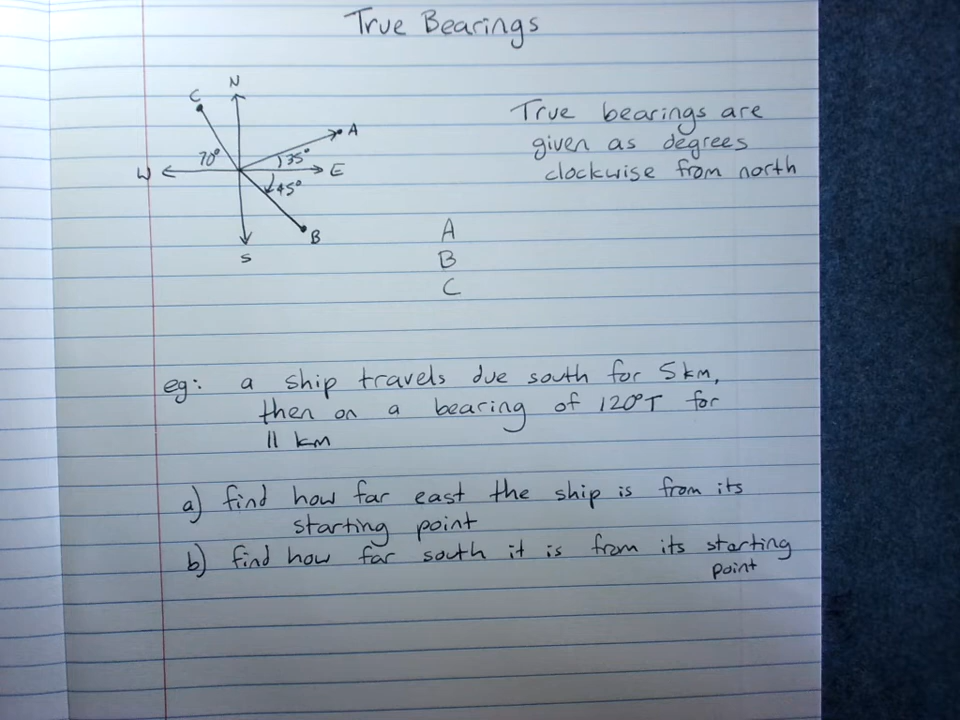 True Bearings
N
C
A
70°
35°
W
E
45°
B
S
True bearings are
given as degrees
clockwise from north
A
B
C
eg: a ship travels due south for 5km,
then on a bearing of 120°T for
11 km
a) find how far east the ship is from its
starting point
b) find how far south it is from its starting
point